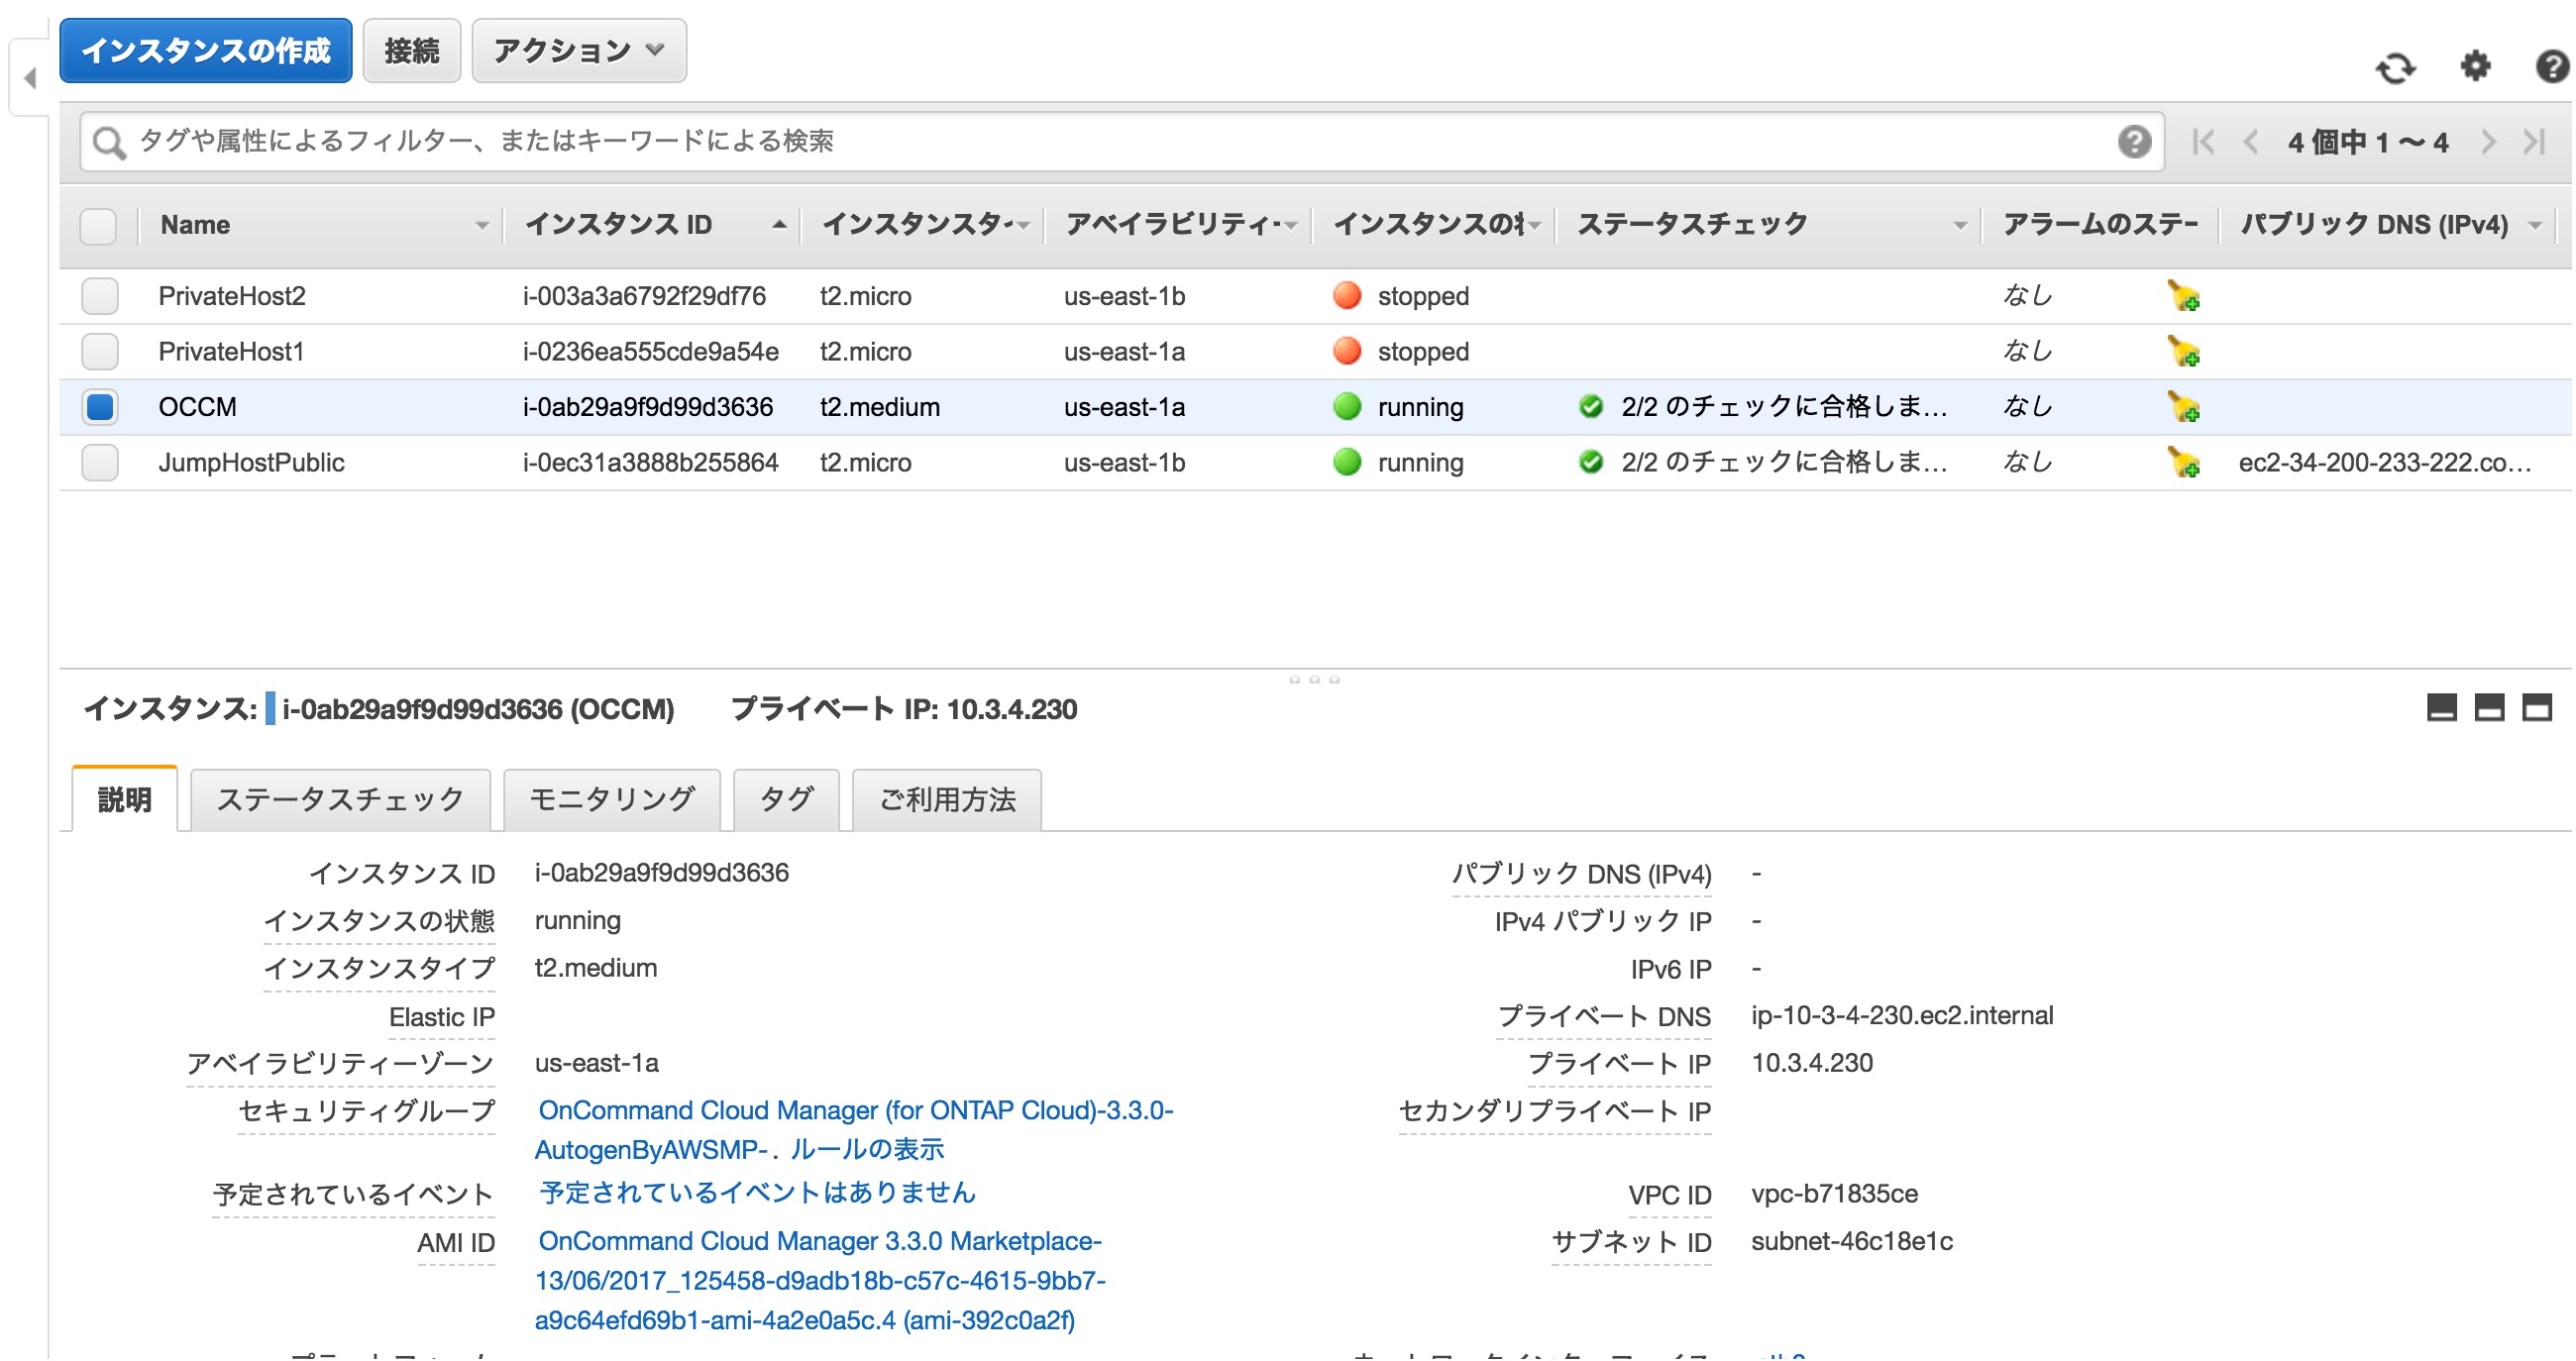 インスタンスの作成 接続 アクション
タグや属性によるフィルター、またはキーワードによる検索 4 個中 1 ～ 4
Name インスタンス ID インスタンスタ アベイラビリティ インスタンスの ステータスチェック アラームのステー パブリック DNS (IPv4)
PrivateHost2 i-003a3a6792f29df76 t2.micro us-east-1b stopped なし
PrivateHost1 i-0236ea555cde9a54e t2.micro us-east-1a stopped なし
OCCM i-0ab29a9f9d99d3636 t2.medium us-east-1a running 2/2 のチェックに合格しま… なし
JumpHostPublic i-0ec31a3888b255864 t2.micro us-east-1b running 2/2 のチェックに合格しま… なし ec2-34-200-233-222.co…
インスタンス: i-0ab29a9f9d99d3636 (OCCM) プライベート IP: 10.3.4.230
説明 ステータスチェック モニタリング タグ ご利用方法
インスタンス ID i-0ab29a9f9d99d3636 パブリック DNS (IPv4) -
インスタンスの状態 running IPv4 パブリック IP -
インスタンスタイプ t2.medium IPv6 IP -
Elastic IP プライベート DNS ip-10-3-4-230.ec2.internal
アベイラビリティーゾーン us-east-1a プライベート IP 10.3.4.230
セキュリティグループ OnCommand Cloud Manager (for ONTAP Cloud)-3.3.0- セカンダリプライベート IP
AutogenByAWSMP-. ルールの表示
予定されているイベント 予定されているイベントはありません VPC ID vpc-b71835ce
AMI ID OnCommand Cloud Manager 3.3.0 Marketplace- サブネット ID subnet-46c18e1c
13/06/2017_125458-d9adb18b-c57c-4615-9bb7-
a9c64efd69b1-ami-4a2e0a5c.4 (ami-392c0a2f)